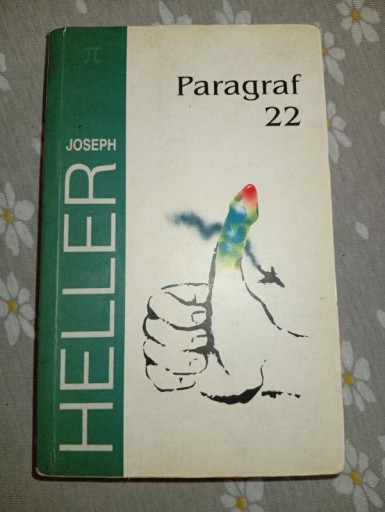 π
JOSEPH
HELLER
Paragraf
22